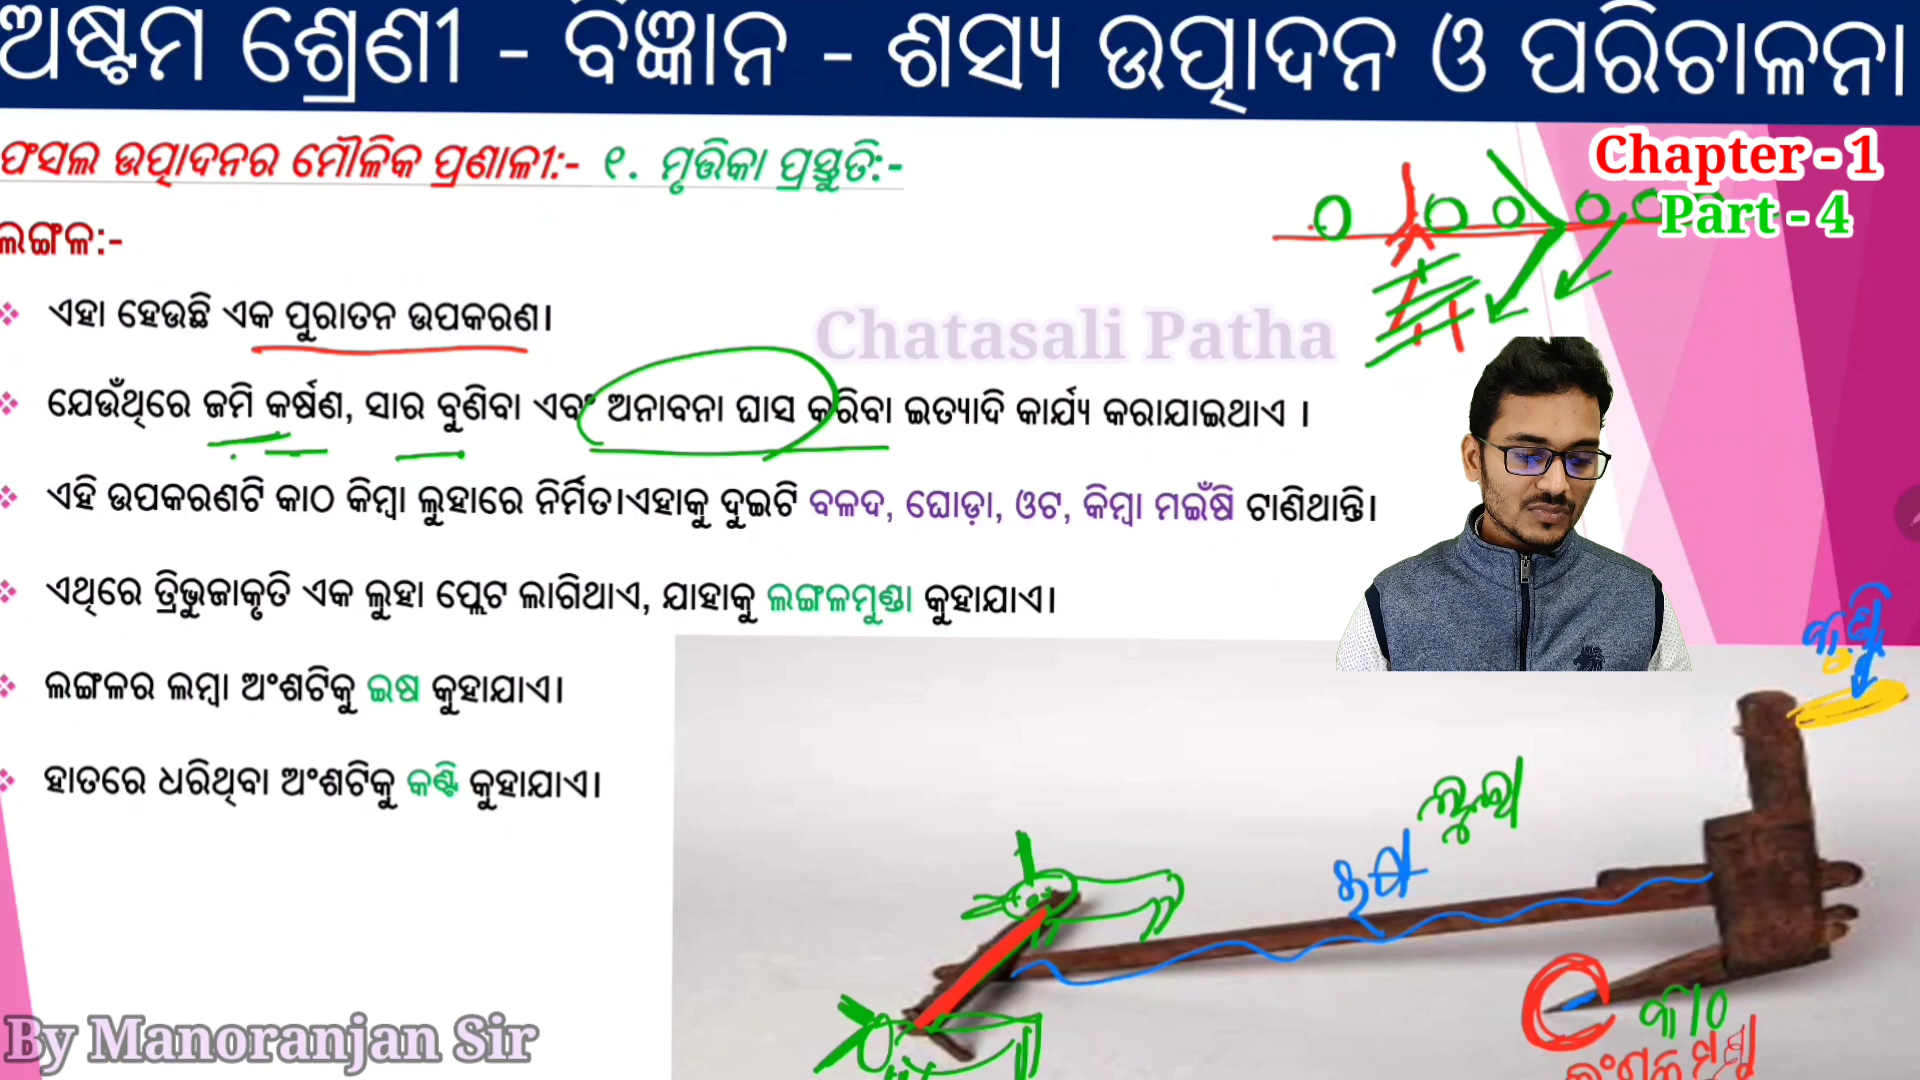 ଅଷ୍ଟମ ଶ୍ରେଣୀ - ବିଜ୍ଞାନ - ଶସ୍ୟ ଉତ୍ପାଦନ ଓ ପରିଚାଳନା
ଫସଲ ଉତ୍ପାଦନର ମୌଳିକ ପ୍ରଣାଳୀ:- ୧. ମୃତ୍ତିକା ପ୍ରସ୍ତୁତି:-
Chapter - 1
Part - 4
ଲଙ୍ଗଳ:-
ଏହା ହେଉଛି ଏକ ପୁରାତନ ଉପକରଣ।
Chatasali Patha
ଯେଉଁଥିରେ ଜମି କର୍ଷଣ, ସାର ବୁଣିବା ଏବଂ ଅନାବନା ଘାସ କରିବା ଇତ୍ୟାଦି କାର୍ଯ୍ୟ କରାଯାଇଥାଏ ।
ଏହି ଉପକରଣଟି କାଠ କିମ୍ବା ଲୁହାରେ ନିର୍ମିତ।ଏହାକୁ ଦୁଇଟି ବଳଦ, ଘୋଡ଼ା, ଓଟ, କିମ୍ବା ମଇଁଷି ଟାଣିଥାନ୍ତି।
ଏଥିରେ ତ୍ରିଭୁଜାକୃତି ଏକ ଲୁହା ପ୍ଲେଟ ଲାଗିଥାଏ, ଯାହାକୁ ଲଙ୍ଗଳମୁଣ୍ଡା କୁହାଯାଏ।
ଲଙ୍ଗଳର ଲମ୍ବା ଅଂଶଟିକୁ ଇଷ କୁହାଯାଏ।
ହାତରେ ଧରିଥିବା ଅଂଶଟିକୁ କଣ୍ଟି କୁହାଯାଏ।
ଇଷ
କାଠ
By Manoranjan Sir